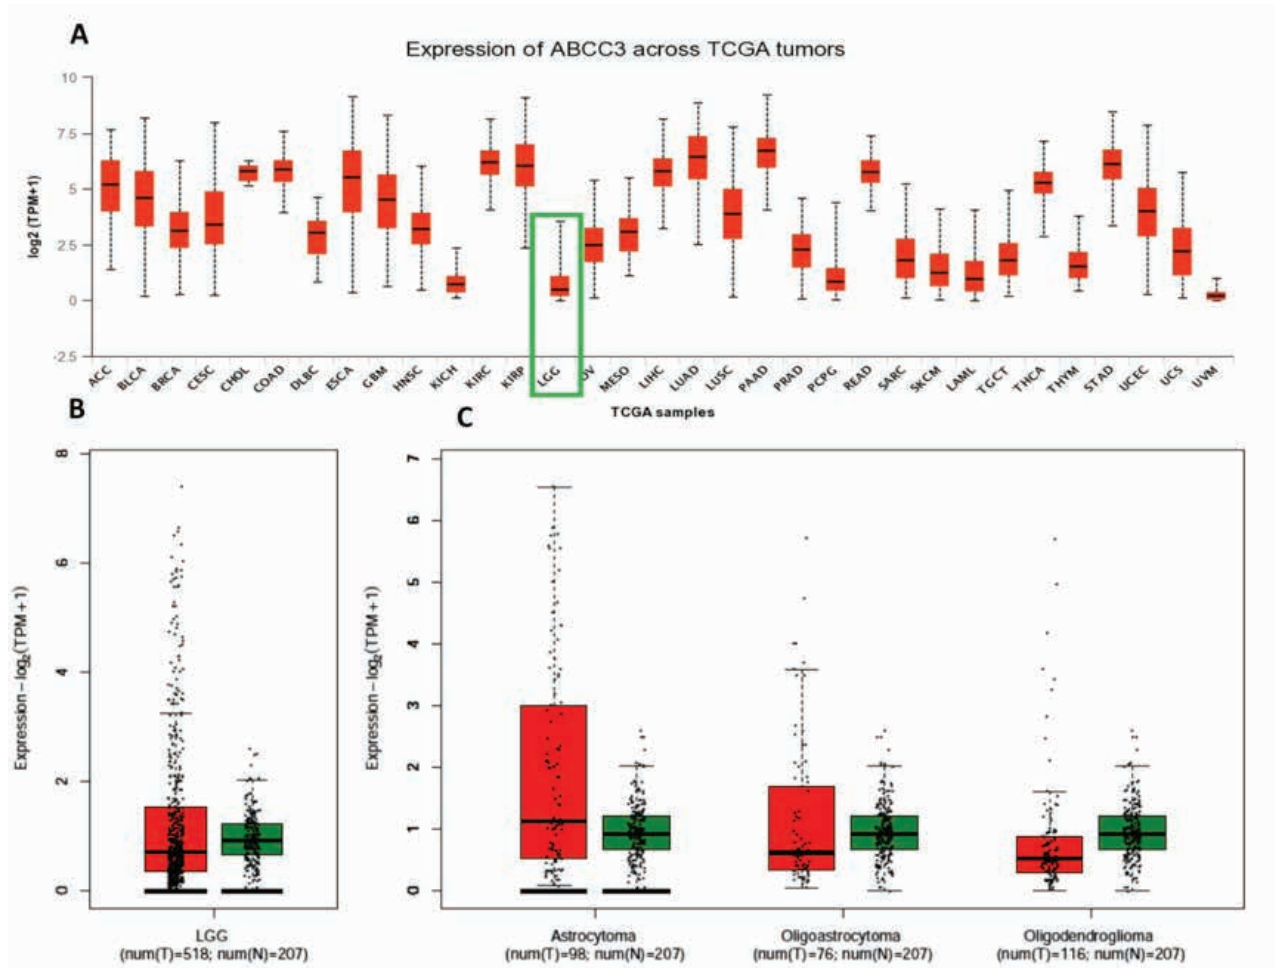 A
Expression of ABCC3 across TCGA tumors
10
7.5
5
2.5
0
-2.5
log2 (TPM+1)
ACC BLCA BRCA CESC CHOL COAD DLBC ESCA GBM HNSC KICH KIRC KIRP LGG OV MESO LIHC LUAD LUSC PAAD PRAD PCPG READ SARC SKCM LAML TGCT THCA THYM STAD UCEC UCS UVM
TCGA samples
B
8
6
4
2
0
Expression – log2(TPM + 1)
LGG
(num(T)=518; num(N)=207)
C
7
6
5
4
3
2
1
0
Expression – log2(TPM + 1)
Astrocytoma Oligoastrocytoma Oligodendroglioma
(num(T)=98; num(N)=207) (num(T)=76; num(N)=207) (num(T)=116; num(N)=207)